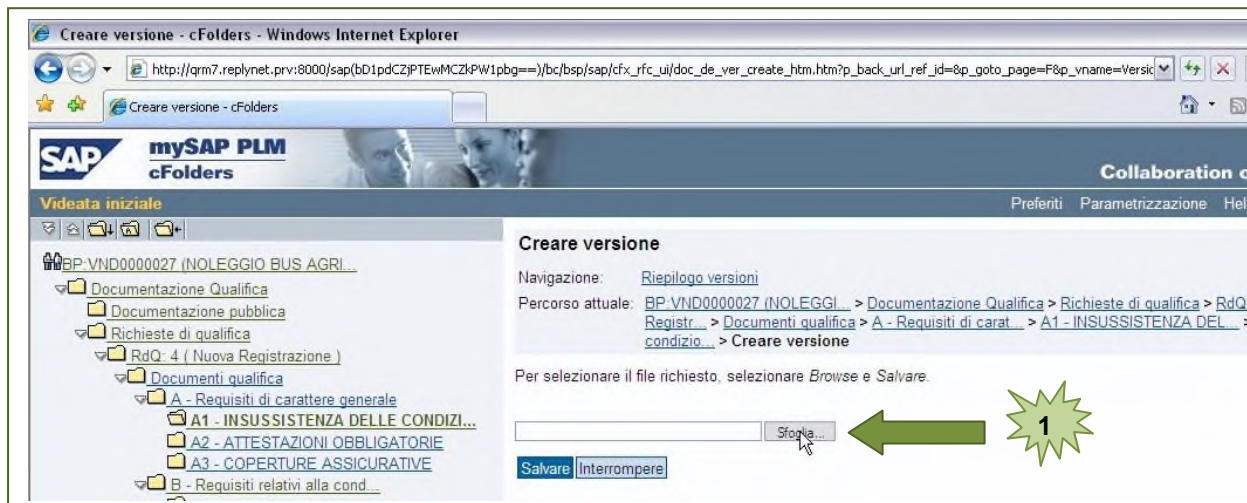 Creare versione - cFolders - Windows Internet Explorer
http://qrm7.replynet.prv:8000/sap(bD1pdCZjPTEwMCZkPW1pbg==)/bc/bsp/sap/cfx_rfc_ui/doc_de_ver_create_htm.htm?p_back_url_ref_id=&p_goto_page=F&p_vname=Versic
Creare versione - cFolders
SAP
mySAP PLM
cFolders
Collaboration c
Videata iniziale
Preferiti Parametrizzazione Hel
BP:VND0000027 (NOLEGGIO BUS AGRI...
Documentazione Qualifica
Documentazione pubblica
Richieste di qualifica
RdQ: 4 ( Nuova Registrazione )
Documenti qualifica
A - Requisiti di carattere generale
A1 - INSUSSISTENZA DELLE CONDIZI...
A2 - ATTESTAZIONI OBBLIGATORIE
A3 - COPERTURE ASSICURATIVE
B - Requisiti relativi alla cond...
Creare versione
Navigazione: Riepilogo versioni
Percorso attuale: BP:VND0000027 (NOLEGGI... > Documentazione Qualifica > Richieste di qualifica > RdQ
Registr... > Documenti qualifica > A - Requisiti di carat... > A1 - INSUSSISTENZA DEL... >
condizio... > Creare versione
Per selezionare il file richiesto, selezionare Browse e Salvare.
Sfoglia...
1
Salvare Interrompere